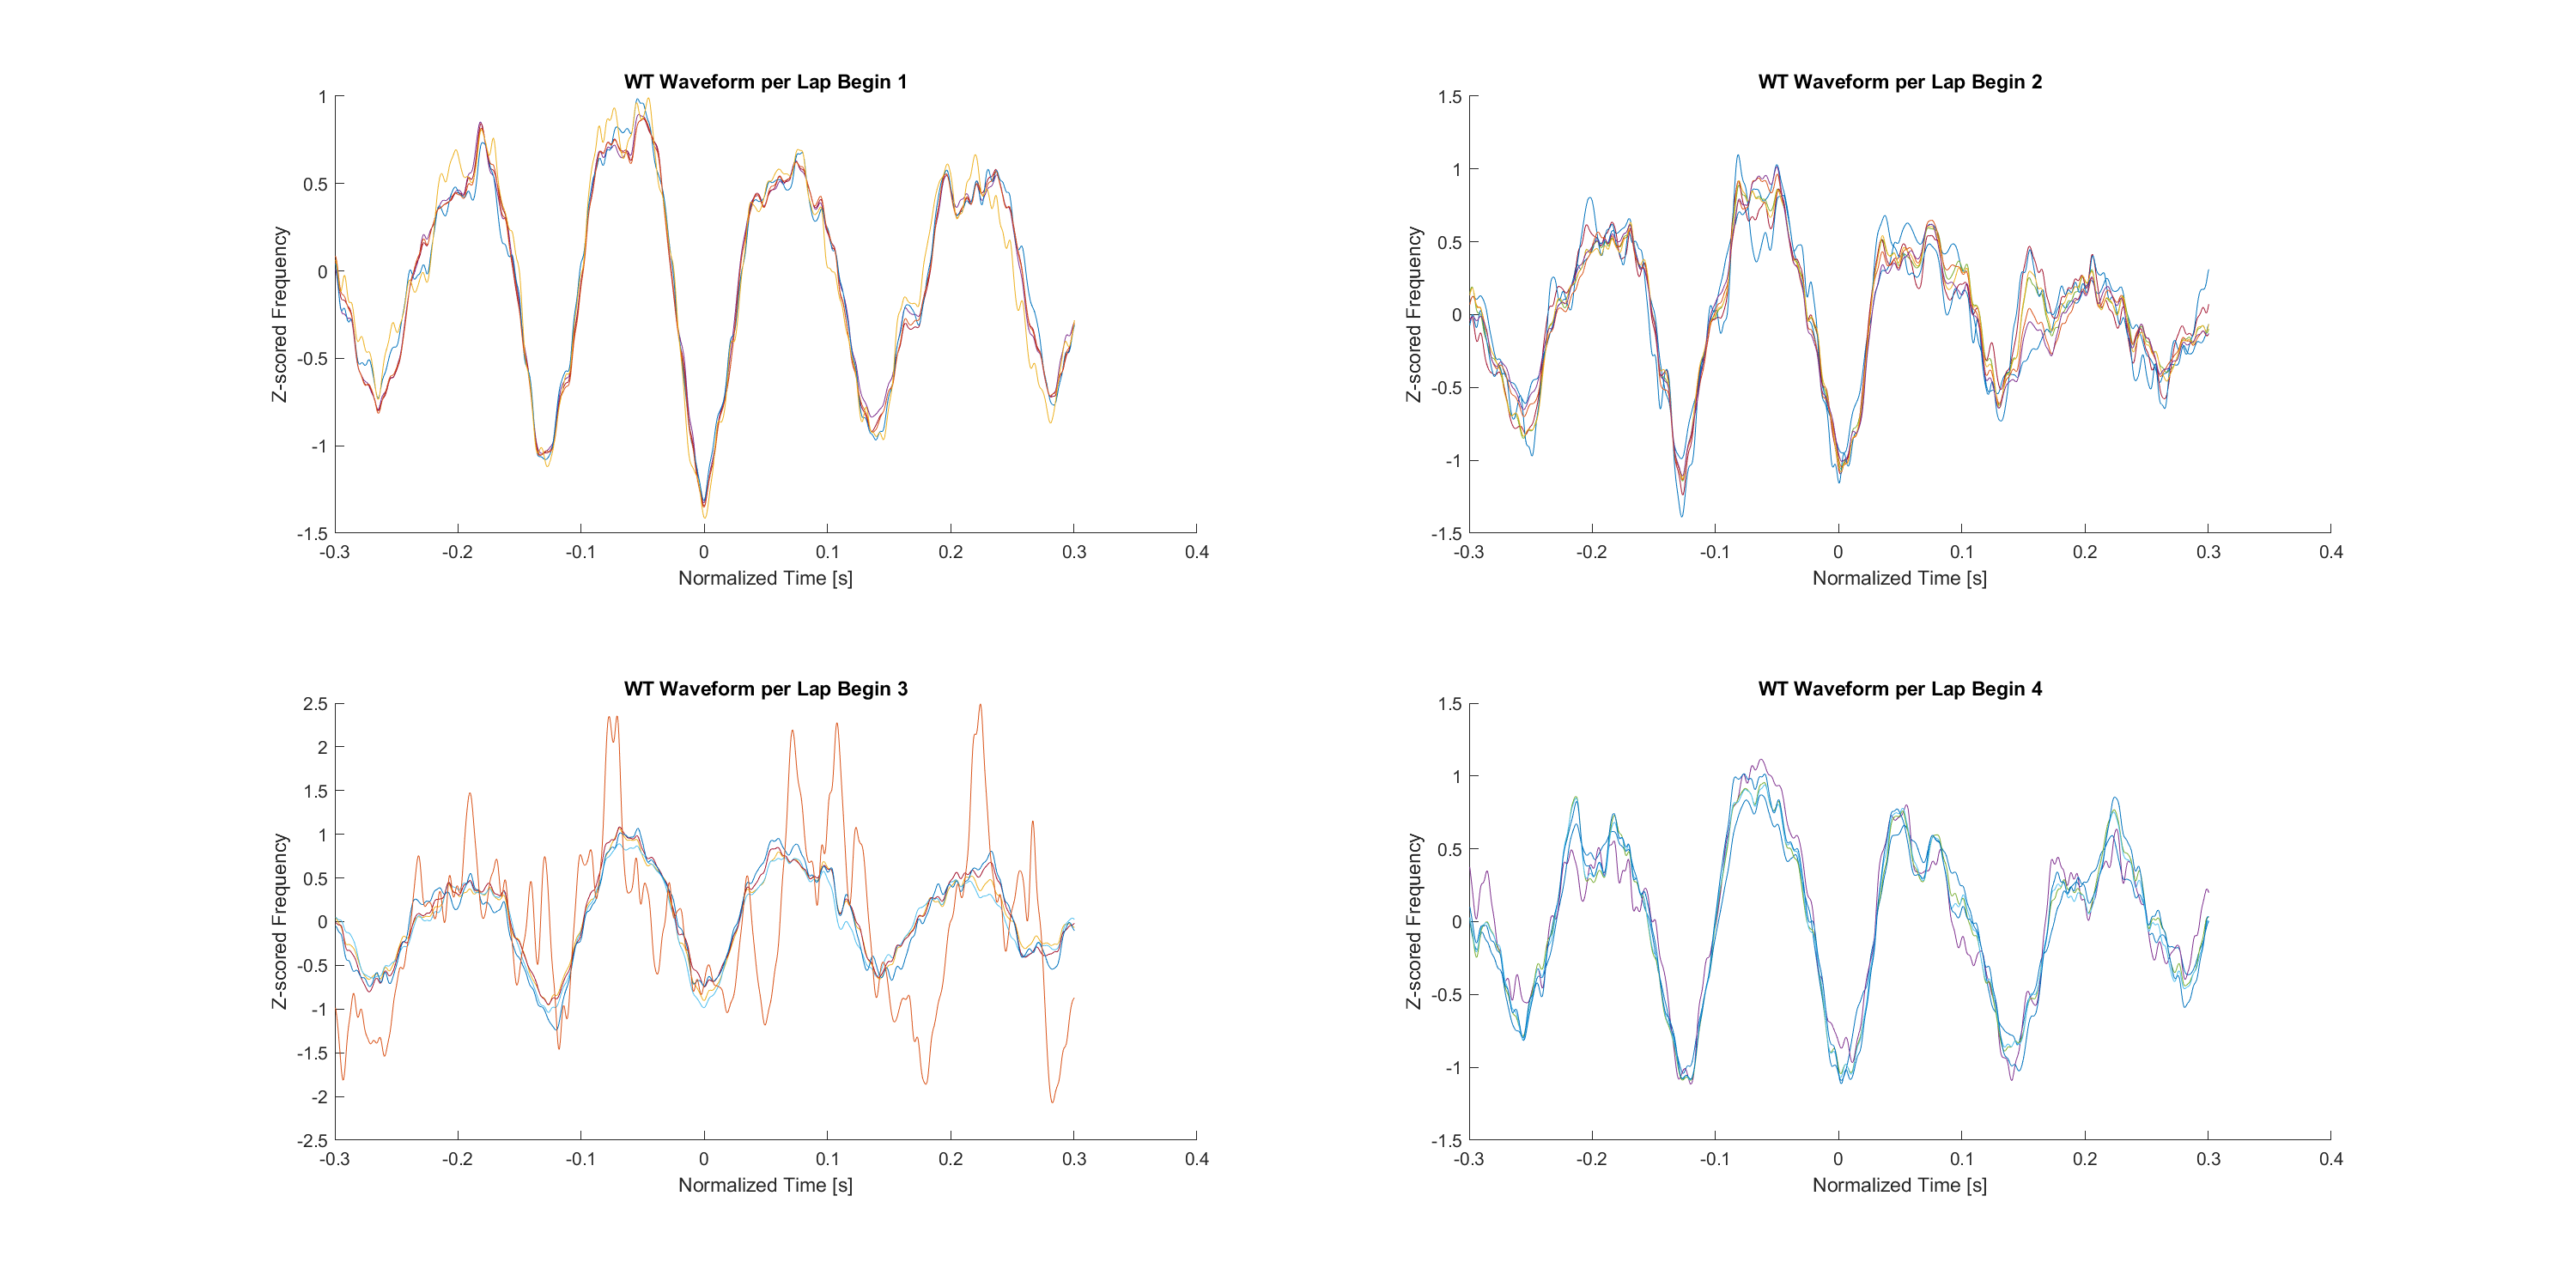 WT Waveform per Lap Begin 1
1
0.5
0
-0.5
-1
-1.5
Z-scored Frequency
-0.3 -0.2 -0.1 0 0.1 0.2 0.3 0.4
Normalized Time [s]
WT Waveform per Lap Begin 2
1.5
1
0.5
0
-0.5
-1
-1.5
Z-scored Frequency
-0.3 -0.2 -0.1 0 0.1 0.2 0.3 0.4
Normalized Time [s]
WT Waveform per Lap Begin 3
2.5
2
1.5
1
0.5
0
-0.5
-1
-1.5
-2
-2.5
Z-scored Frequency
-0.3 -0.2 -0.1 0 0.1 0.2 0.3 0.4
Normalized Time [s]
WT Waveform per Lap Begin 4
1.5
1
0.5
0
-0.5
-1
-1.5
Z-scored Frequency
-0.3 -0.2 -0.1 0 0.1 0.2 0.3 0.4
Normalized Time [s]